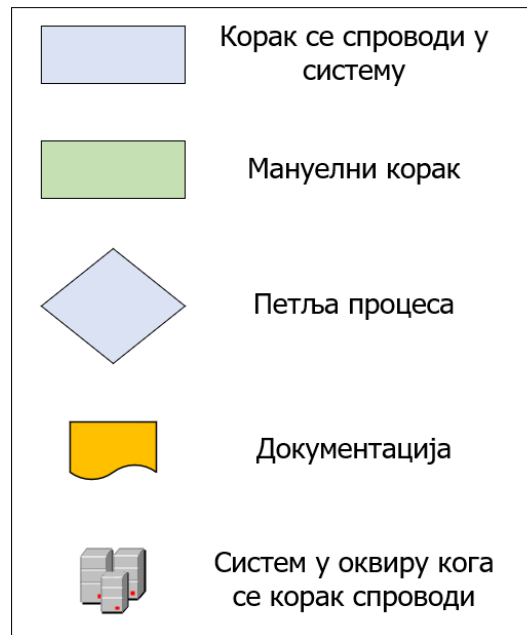 Корак се спроводи у
систему
Мануелни корак
Петља процеса
Документација
Систем у оквиру кога
се корак спроводи